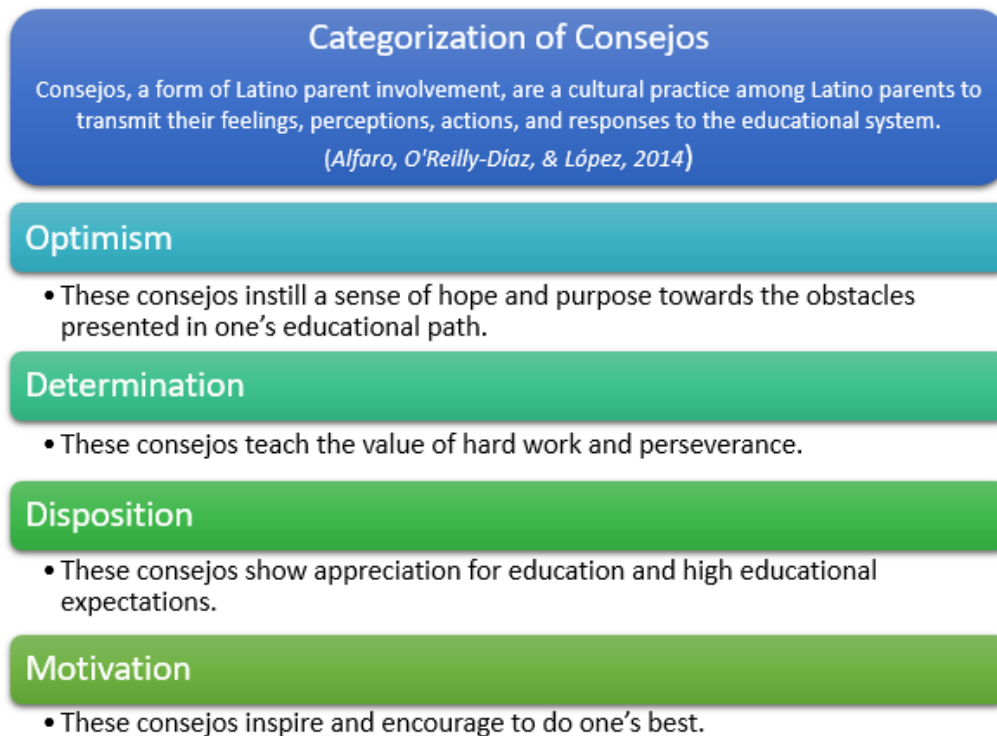 Categorization of Consejos
Consejos, a form of Latino parent involvement, are a cultural practice among Latino parents to
transmit their feelings, perceptions, actions, and responses to the educational system.
(Alfaro, O'Reilly-Díaz, & López, 2014)
Optimism
• These consejos instill a sense of hope and purpose towards the obstacles
presented in one's educational path.
Determination
• These consejos teach the value of hard work and perseverance.
Disposition
• These consejos show appreciation for education and high educational
expectations.
Motivation
• These consejos inspire and encourage to do one's best.